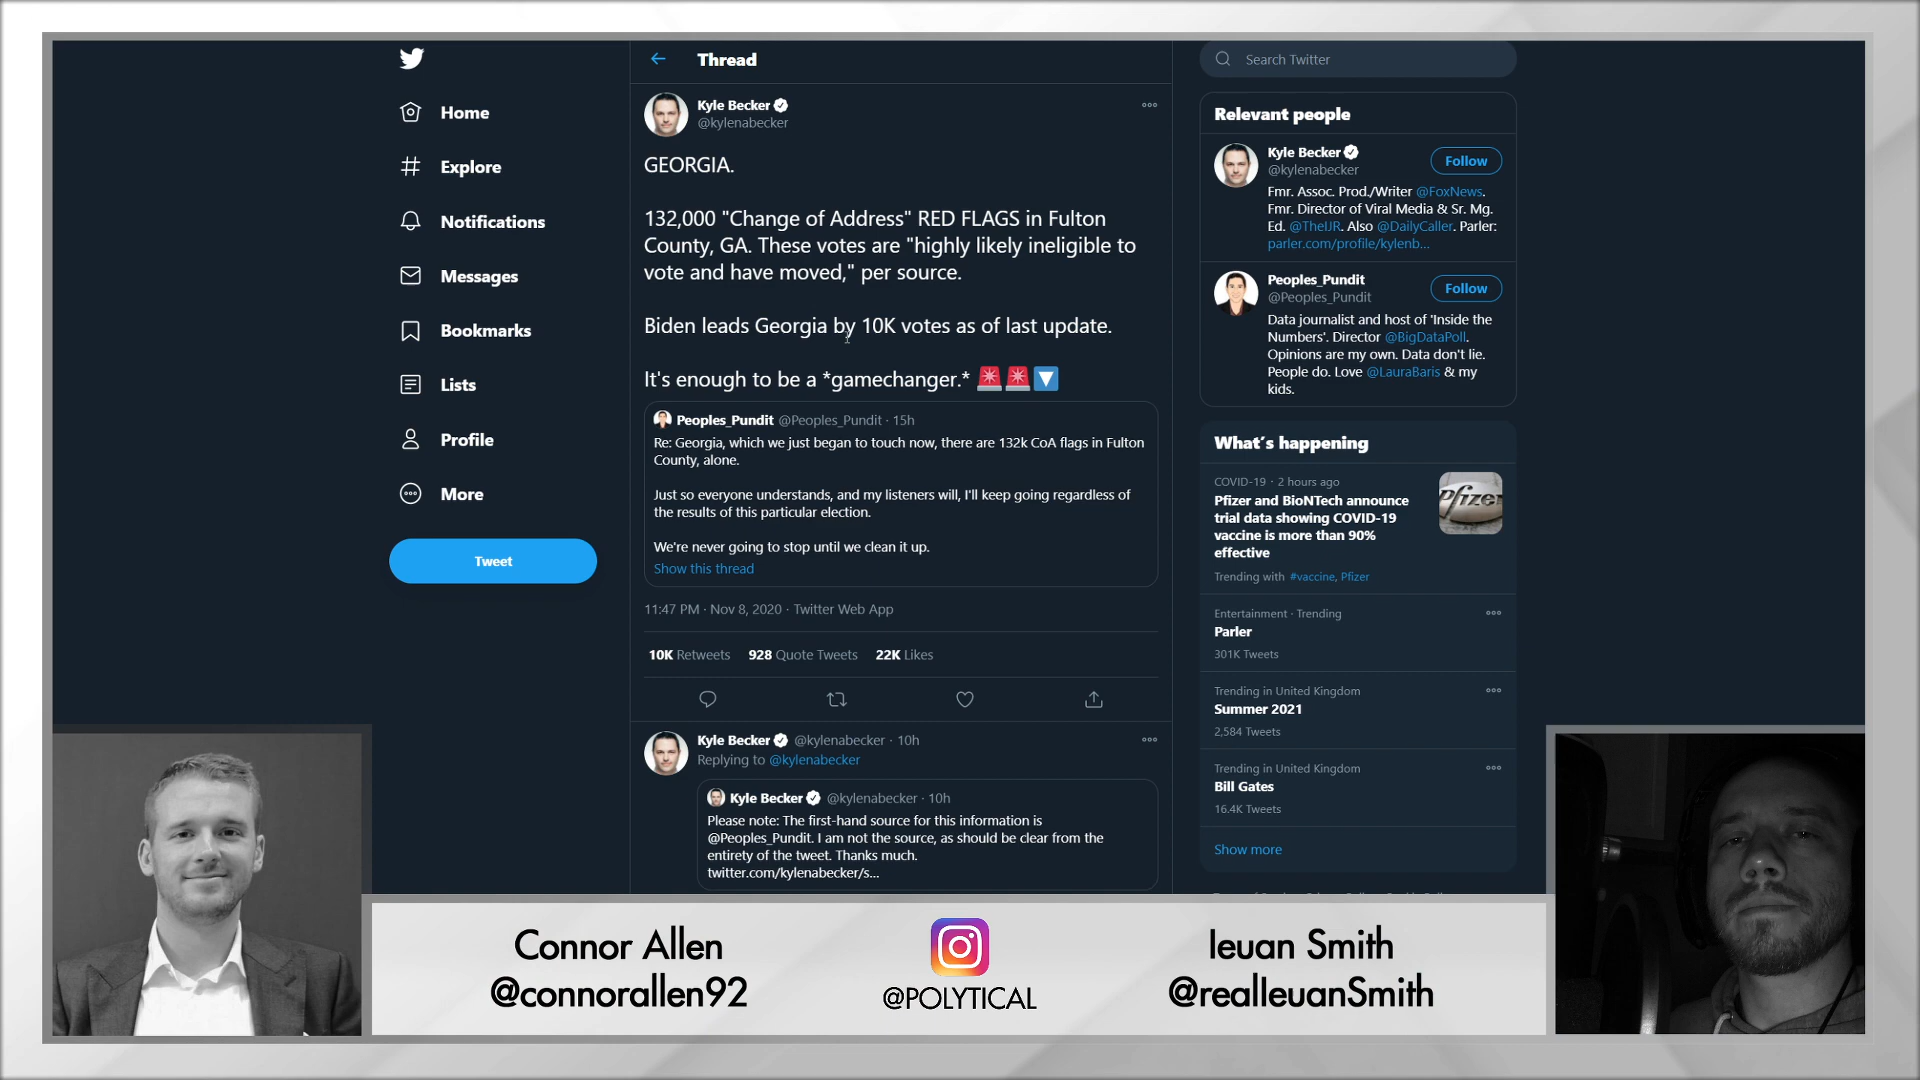 Home
Explore
Notifications
Messages
Bookmarks
Lists
Profile
More
Tweet
Thread
Kyle Becker
@kylenabecker
GEORGIA.
132,000 "Change of Address" RED FLAGS in Fulton
County, GA. These votes are "highly likely ineligible to
vote and have moved," per source.
Biden leads Georgia by 10K votes as of last update.
It's enough to be a *gamechanger.*
Peoples_Pundit @Peoples_Pundit · 15h
Re: Georgia, which we just began to touch now, there are 132k CoA flags in Fulton
County, alone.
Just so everyone understands, and my listeners will, I'll keep going regardless of
the results of this particular election.
We're never going to stop until we clean it up.
Show this thread
11:47 PM · Nov 8, 2020 · Twitter Web App
10K Retweets 928 Quote Tweets 22K Likes
Kyle Becker @kylenabecker · 10h
Replying to @kylenabecker
Kyle Becker @kylenabecker · 10h
Please note: The first-hand source for this information is
@Peoples_Pundit. I am not the source, as should be clear from the
entirety of the tweet. Thanks much.
twitter.com/kylenabecker/s...
Search Twitter
Relevant people
Kyle Becker
@kylenabecker
Follow
Fmr. Assoc. Prod./Writer @FoxNews.
Fmr. Director of Viral Media & Sr. Mg.
Ed. @TheIJR. Also @DailyCaller. Parler:
parler.com/profile/kylenb...
Peoples_Pundit
@Peoples_Pundit
Follow
Data journalist and host of 'Inside the
Numbers'. Director @BigDataPoll.
Opinions are my own. Data don't lie.
People do. Love @LauraBaris & my
kids.
What's happening
COVID-19 · 2 hours ago
Pfizer and BioNTech announce
trial data showing COVID-19
vaccine is more than 90%
effective
Pfizer
Trending with #vaccine, Pfizer
Entertainment · Trending
Parler
301K Tweets
Trending in United Kingdom
Summer 2021
2,584 Tweets
Trending in United Kingdom
Bill Gates
16.4K Tweets
Show more
Connor Allen
@connorallen92
@POLYTICAL
Ieuan Smith
@realIeuanSmith